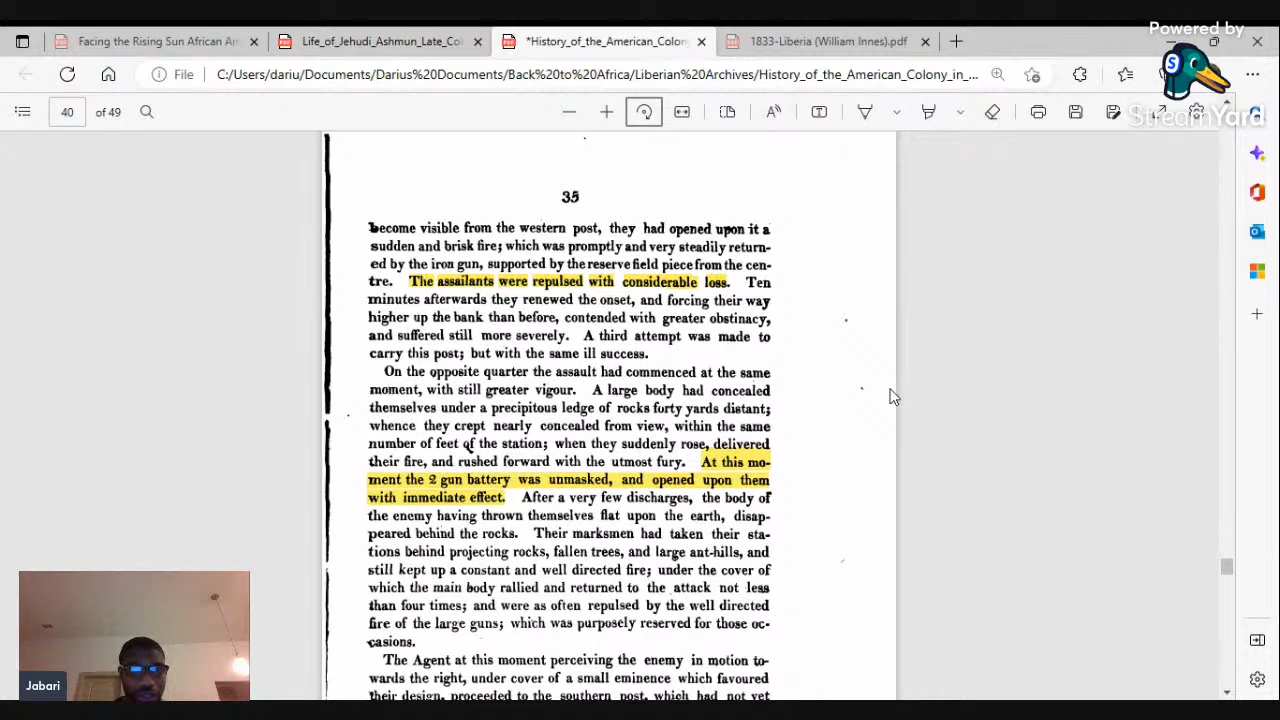 Powered by
StreamYard
Facing the Rising Sun African Am
Life_of_Jehudi_Ashmun_Late_Co
*History_of_the_American_Colony
1833-Liberia (William Innes).pdf
File
C:/Users/dariu/Documents/Darius%20Documents/Back%20to%20Africa/Liberian%20Archives/History_of_the_American_Colony_in_...
40 of 49
35
become visible from the western post, they had opened upon it a
sudden and brisk fire; which was promptly and very steadily return-
ed by the iron gun, supported by the reserve field piece from the cen-
tre. The assailants were repulsed with considerable loss. Ten
minutes afterwards they renewed the onset, and forcing their way
higher up the bank than before, contended with greater obstinacy,
and suffered still more severely. A third attempt was made to
carry this post; but with the same ill success.
On the opposite quarter the assault had commenced at the same
moment, with still greater vigour. A large body had concealed
themselves under a precipitous ledge of rocks forty yards distant;
whence they crept nearly concealed from view, within the same
number of feet of the station; when they suddenly rose, delivered
their fire, and rushed forward with the utmost fury. At this mo-
ment the 2 gun battery was unmasked, and opened upon them
with immediate effect. After a very few discharges, the body of
the enemy having thrown themselves flat upon the earth, disap-
peared behind the rocks. Their marksmen had taken their sta-
tions behind projecting rocks, fallen trees, and large ant-hills, and
still kept up a constant and well directed fire; under the cover of
which the main body rallied and returned to the attack not less
than four times; and were as often repulsed by the well directed
fire of the large guns; which was purposely reserved for those oc-
casions.
The Agent at this moment perceiving the enemy in motion to-
wards the right, under cover of a small eminence which favoured
their design, proceeded to the southern post, which had not yet
Jabari